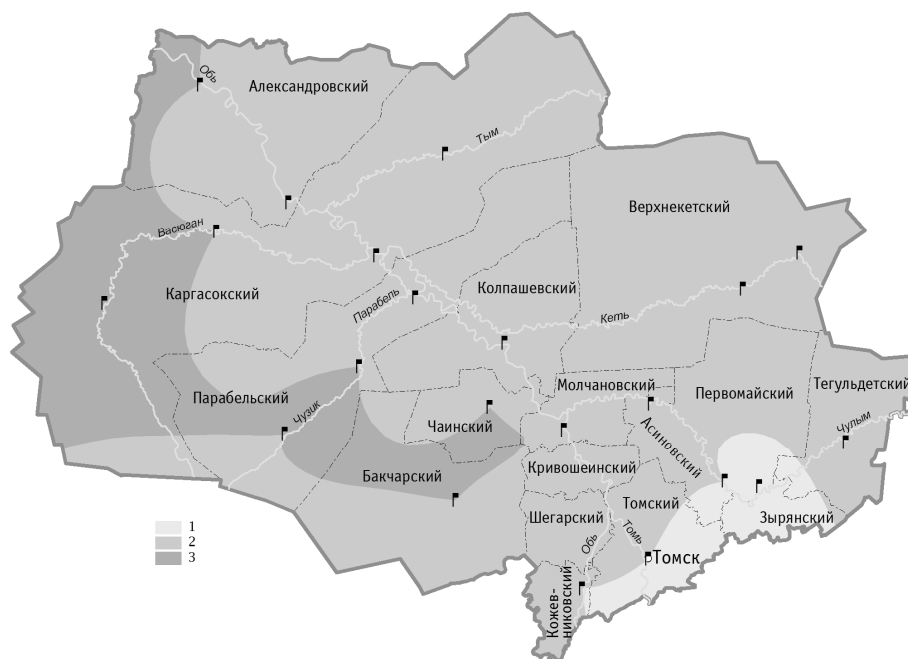 Обь
Александровский
Тым
Верхнекетский
Васюган
Каргасокский
Колпашевский
Парабель
Кеть
Молчановский
Первомайский
Тегульдетский
Парабельский
Чузик
Чаинский
Асиновский
Чулым
Бакчарский
Кривошеинский
Томский
Зырянский
Шегарский
Томь
Обь
Томск
Кожев-
никовский
1
2
3